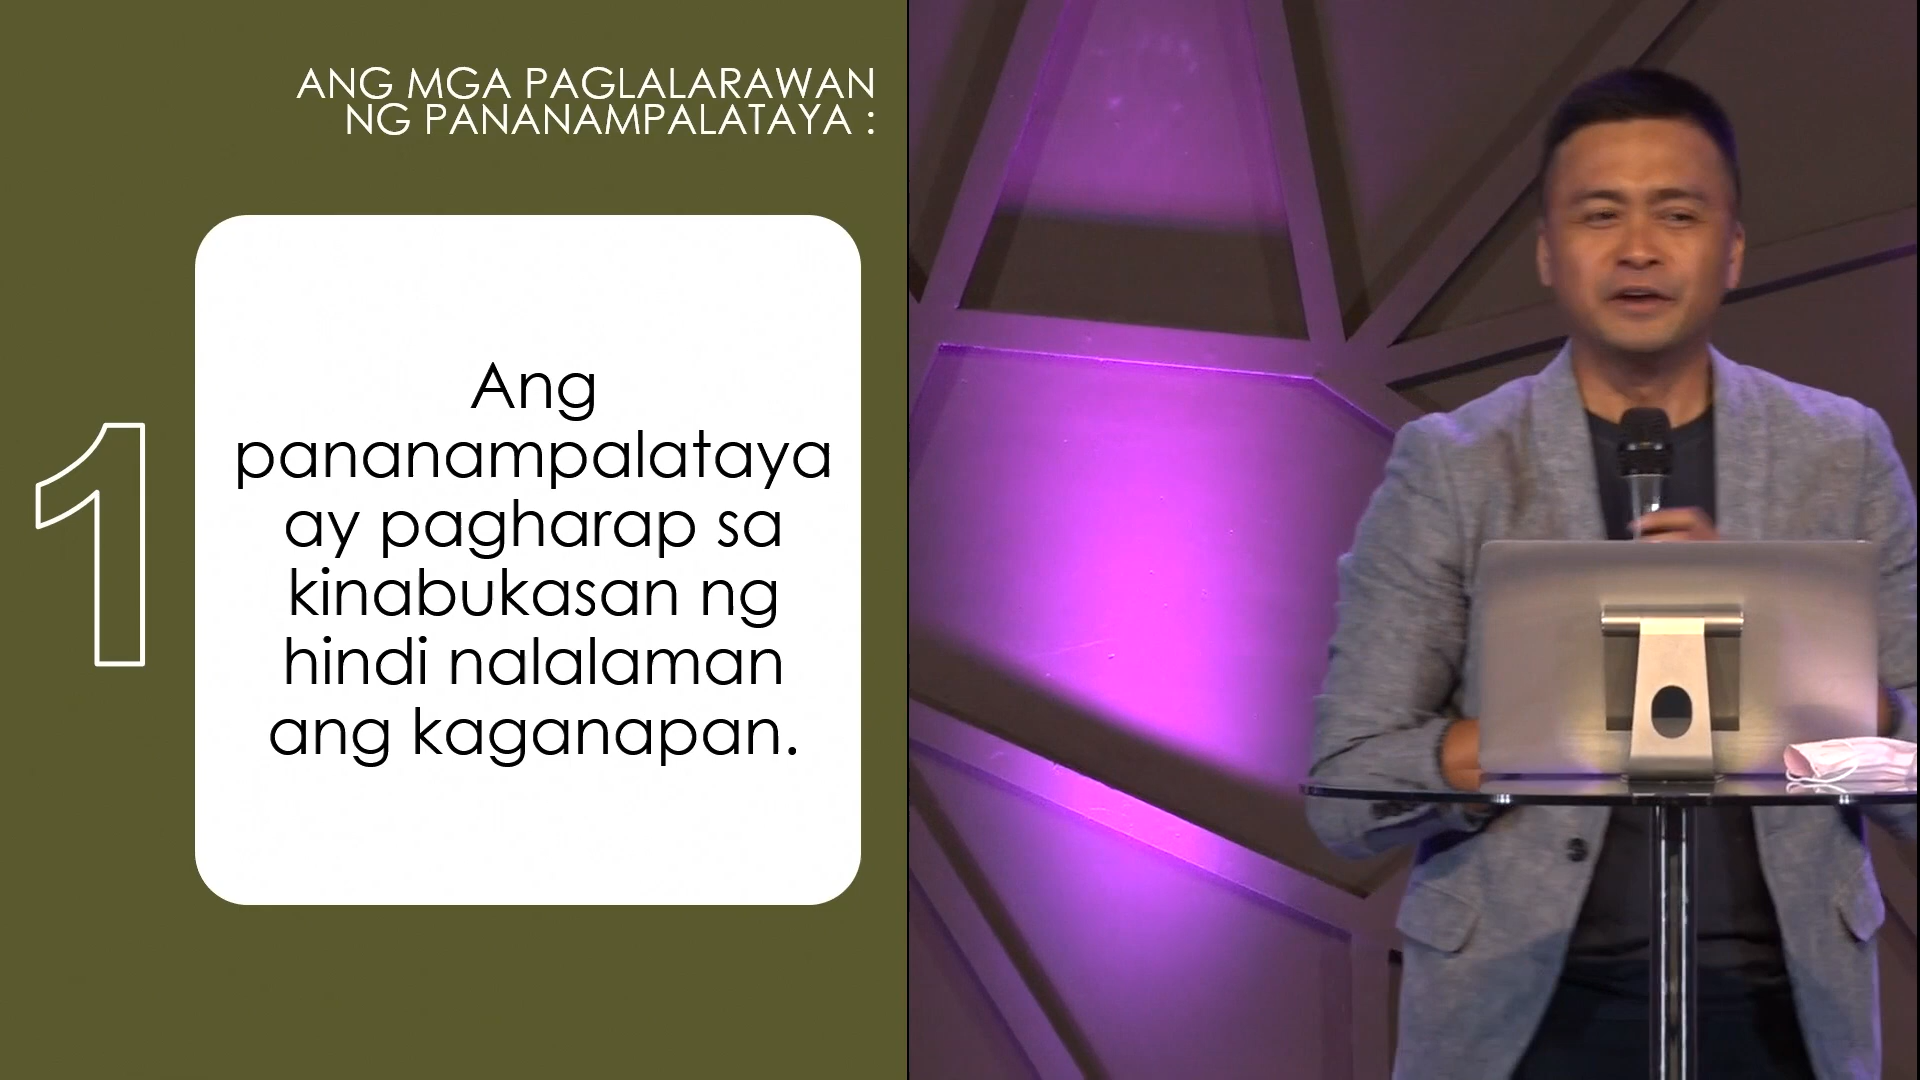 ANG MGA PAGLALARAWAN
NG PANANAMPALATAYA :
1
Ang
pananampalataya
ay pagharap sa
kinabukasan ng
hindi nalalaman
ang kaganapan.